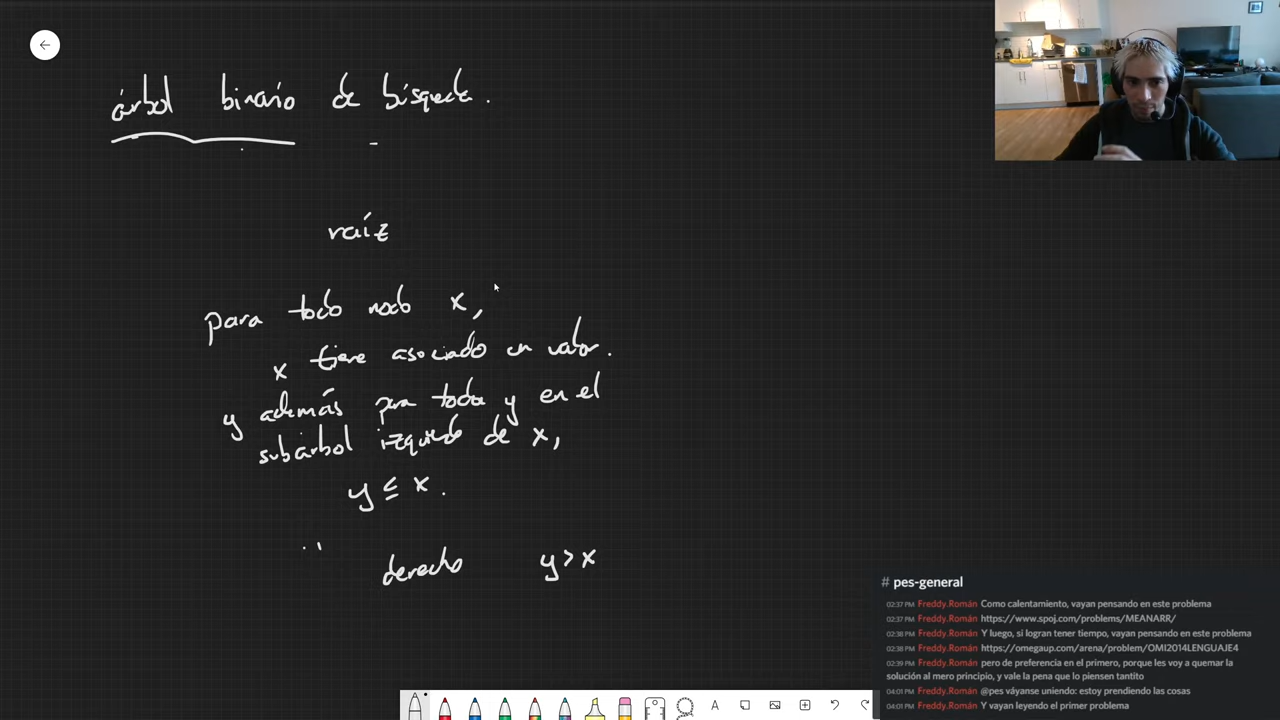 árbol binario de búsqueda.
raíz
para todo nodo x,
x tiene asociado un valor.
y además para todo y en el
subárbol izquierdo de x,
y ≤ x.
derecho y > x
# pes-general
02:37 PM Freddy.Román Como calentamiento, vayan pensando en este problema
02:37 PM Freddy.Román https://www.spoj.com/problems/MEANARR/
02:38 PM Freddy.Román Y luego, si logran tener tiempo, vayan pensando en este problema
02:38 PM Freddy.Román https://omegaup.com/arena/problem/OMI2014LENGUAJE4
02:39 PM Freddy.Román pero de preferencia en el primero, porque les voy a quemar la
solución al mero principio, y vale la pena que lo piensen tantito
04:01 PM Freddy.Román @pes váyanse uniendo: estoy prendiendo las cosas
04:01 PM Freddy.Román Y vayan leyendo el primer problema